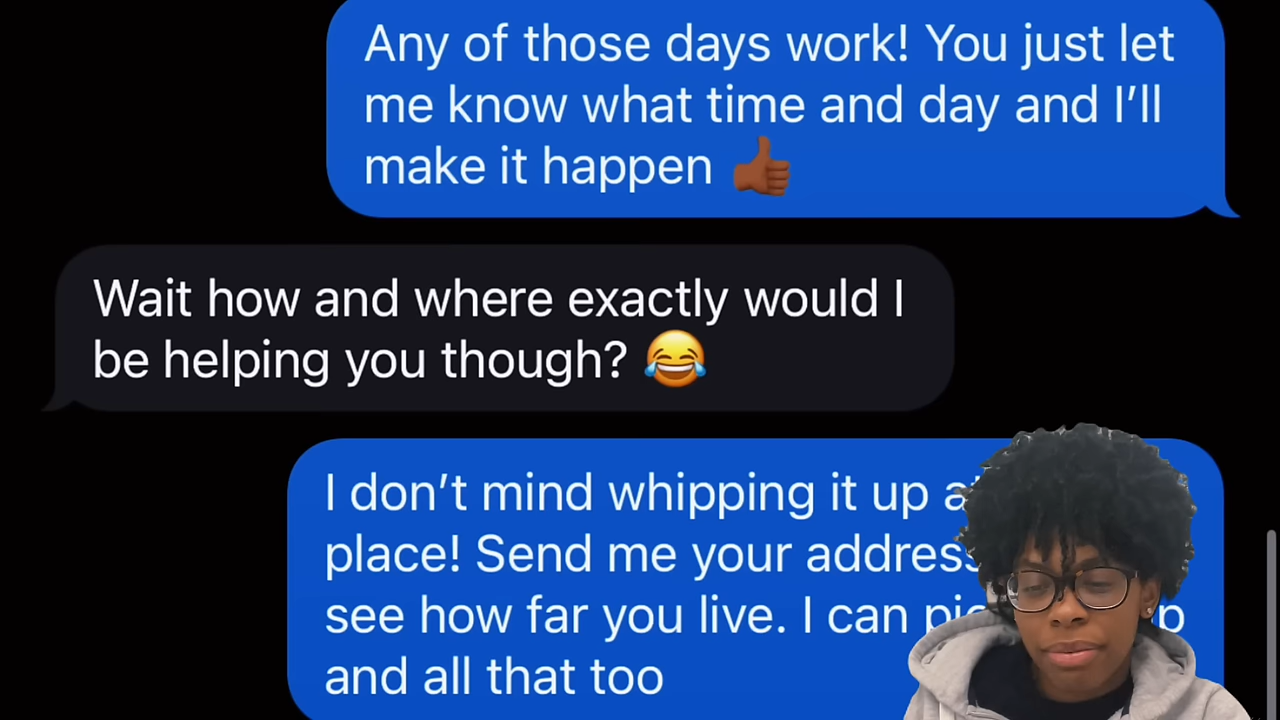 Any of those days work! You just let
me know what time and day and I'll
make it happen 👍🏾
Wait how and where exactly would I
be helping you though? 😂
I don't mind whipping it up
place! Send me your address
see how far you live. I can
and all that too